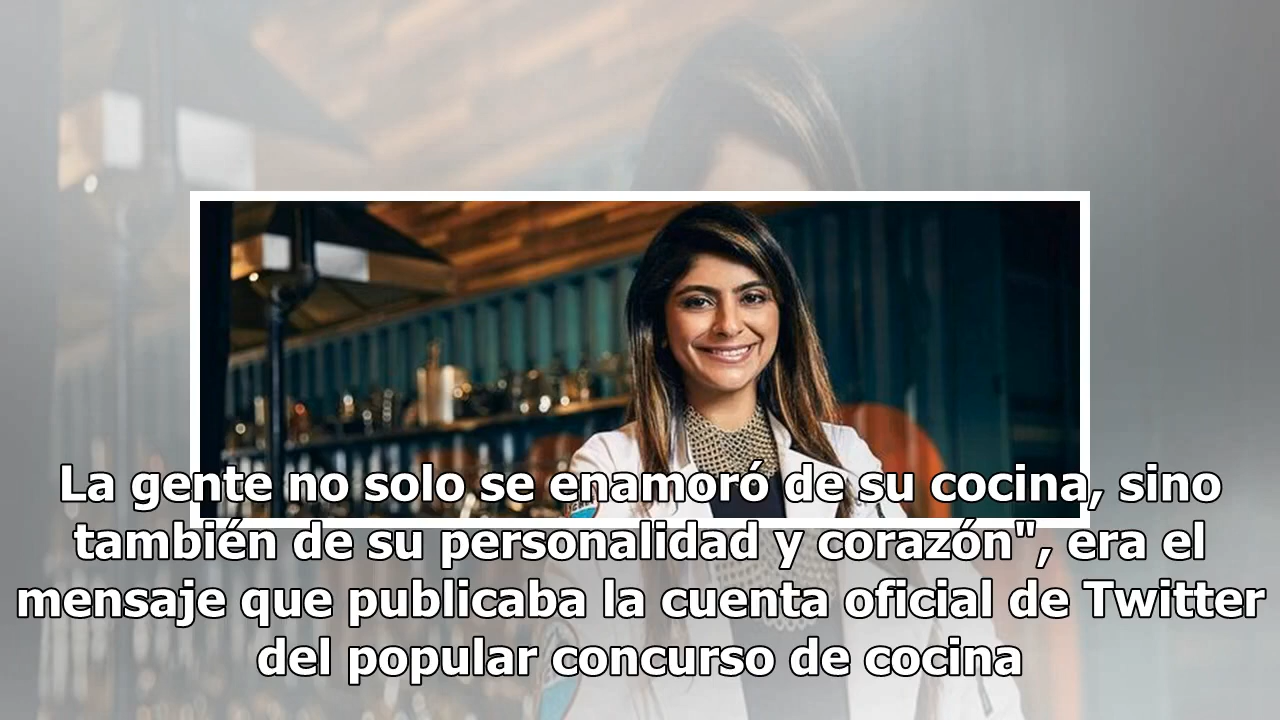 La gente no solo se enamoró de su cocina, sino
también de su personalidad y corazón", era el
mensaje que publicaba la cuenta oficial de Twitter
del popular concurso de cocina